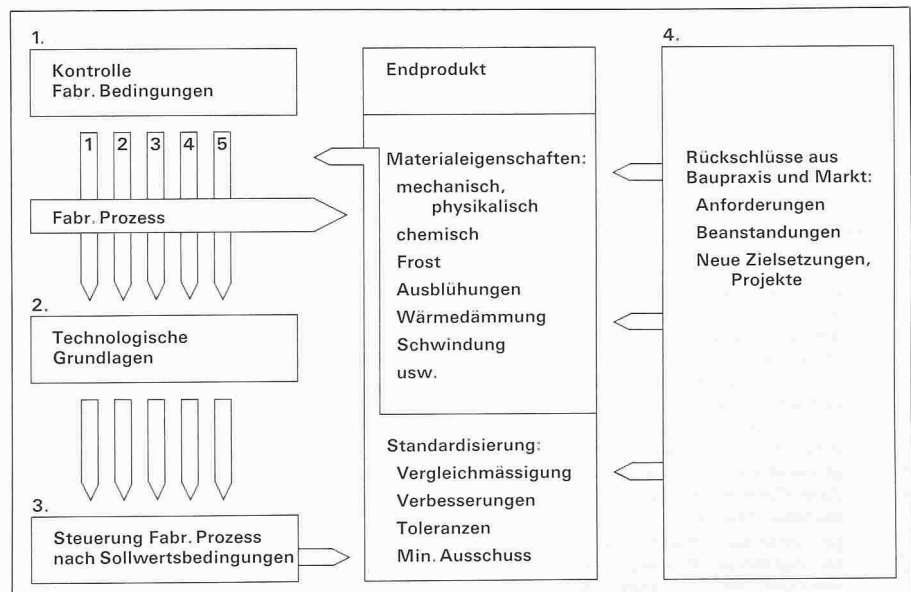 1.
Kontrolle
Fabr. Bedingungen
1 2 3 4 5
Fabr. Prozess
2.
Technologische
Grundlagen
3.
Steuerung Fabr. Prozess
nach Sollwertsbedingungen
Endprodukt
Materialeigenschaften:
mechanisch,
physikalisch
chemisch
Frost
Ausblühungen
Wärmedämmung
Schwindung
usw.
Standardisierung:
Vergleichmässigung
Verbesserungen
Toleranzen
Min. Ausschuss
4.
Rückschlüsse aus
Baupraxis und Markt:
Anforderungen
Beanstandungen
Neue Zielsetzungen,
Projekte